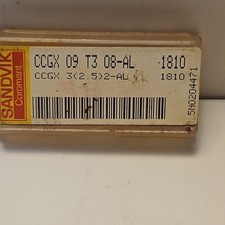 SANDVIK
Coromant
CCGX 09 T3 08-AL 1810
CCGX 3(2.5)2-AL 1810
5N0204471